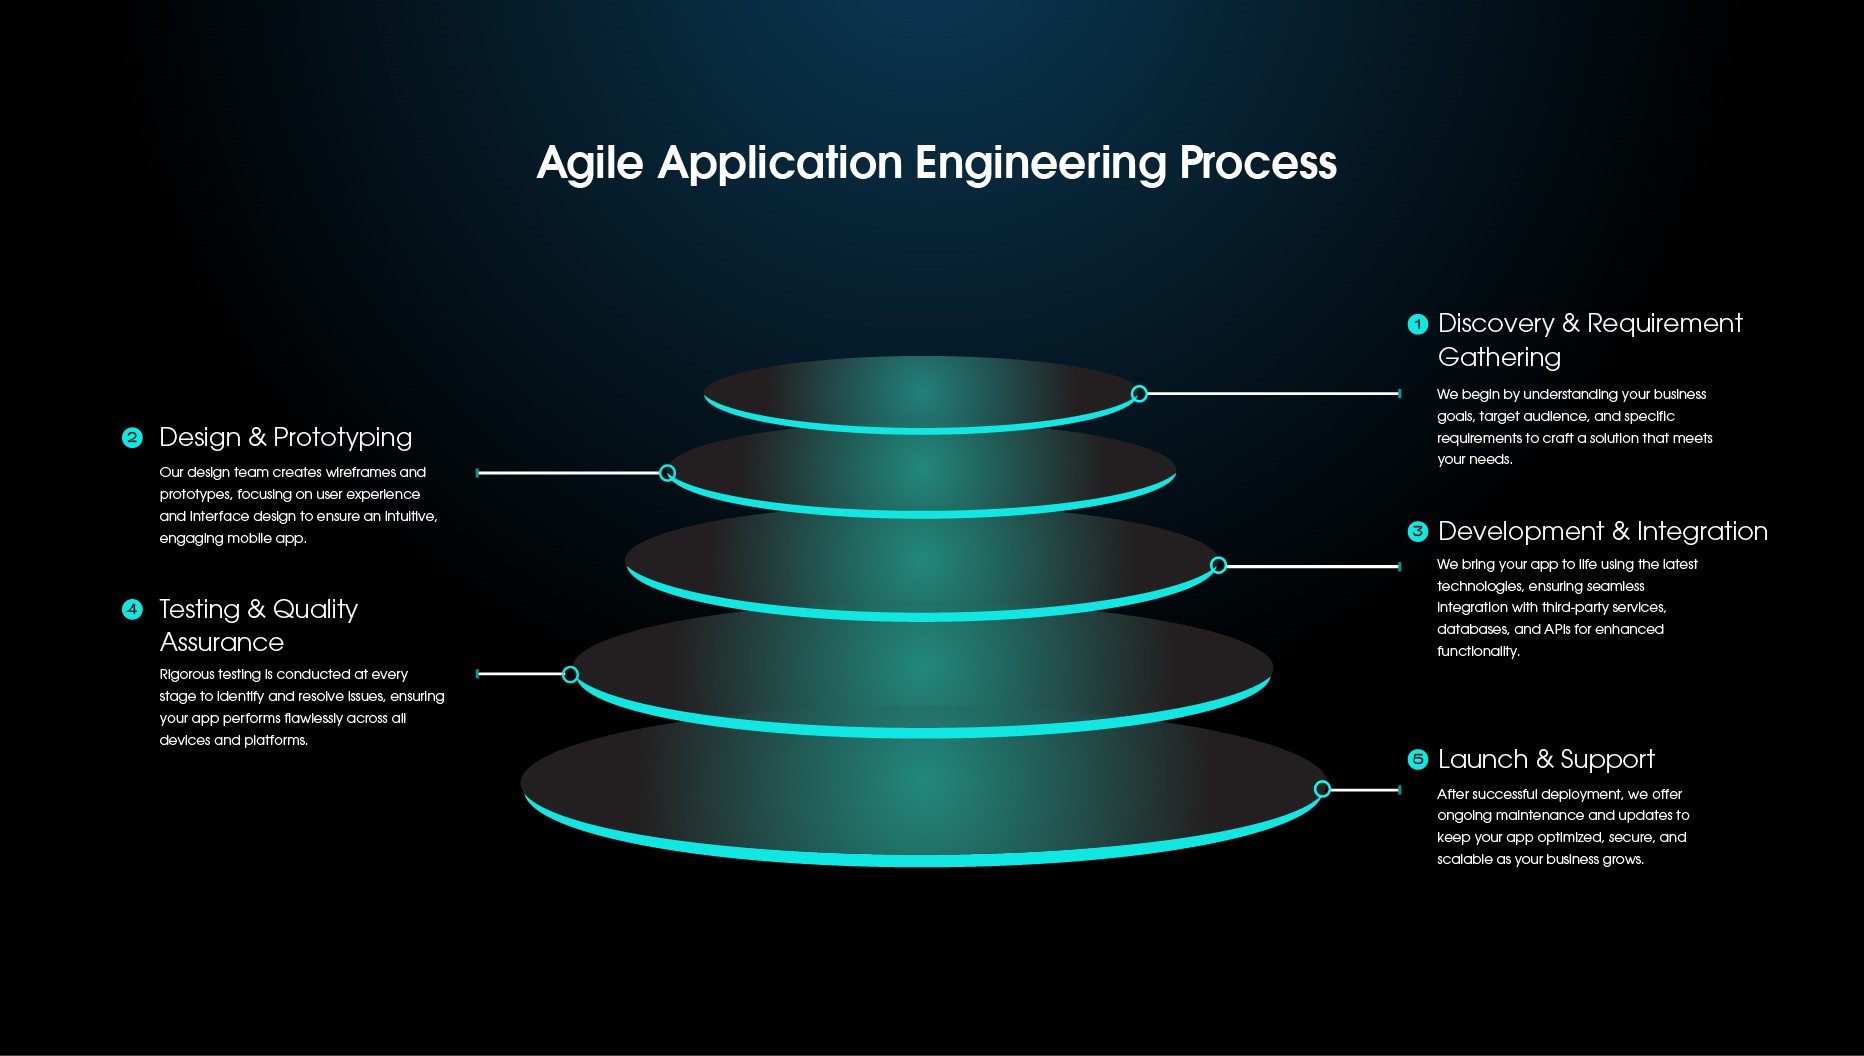 Agile Application Engineering Process
1 Discovery & Requirement
Gathering
We begin by understanding your business
goals, target audience, and specific
requirements to craft a solution that meets
your needs.
2 Design & Prototyping
Our design team creates wireframes and
prototypes, focusing on user experience
and interface design to ensure an intuitive,
engaging mobile app.
3 Development & Integration
We bring your app to life using the latest
technologies, ensuring seamless
integration with third-party services,
databases, and APIs for enhanced
functionality.
4 Testing & Quality
Assurance
Rigorous testing is conducted at every
stage to identify and resolve issues, ensuring
your app performs flawlessly across all
devices and platforms.
5 Launch & Support
After successful deployment, we offer
ongoing maintenance and updates to
keep your app optimized, secure, and
scalable as your business grows.